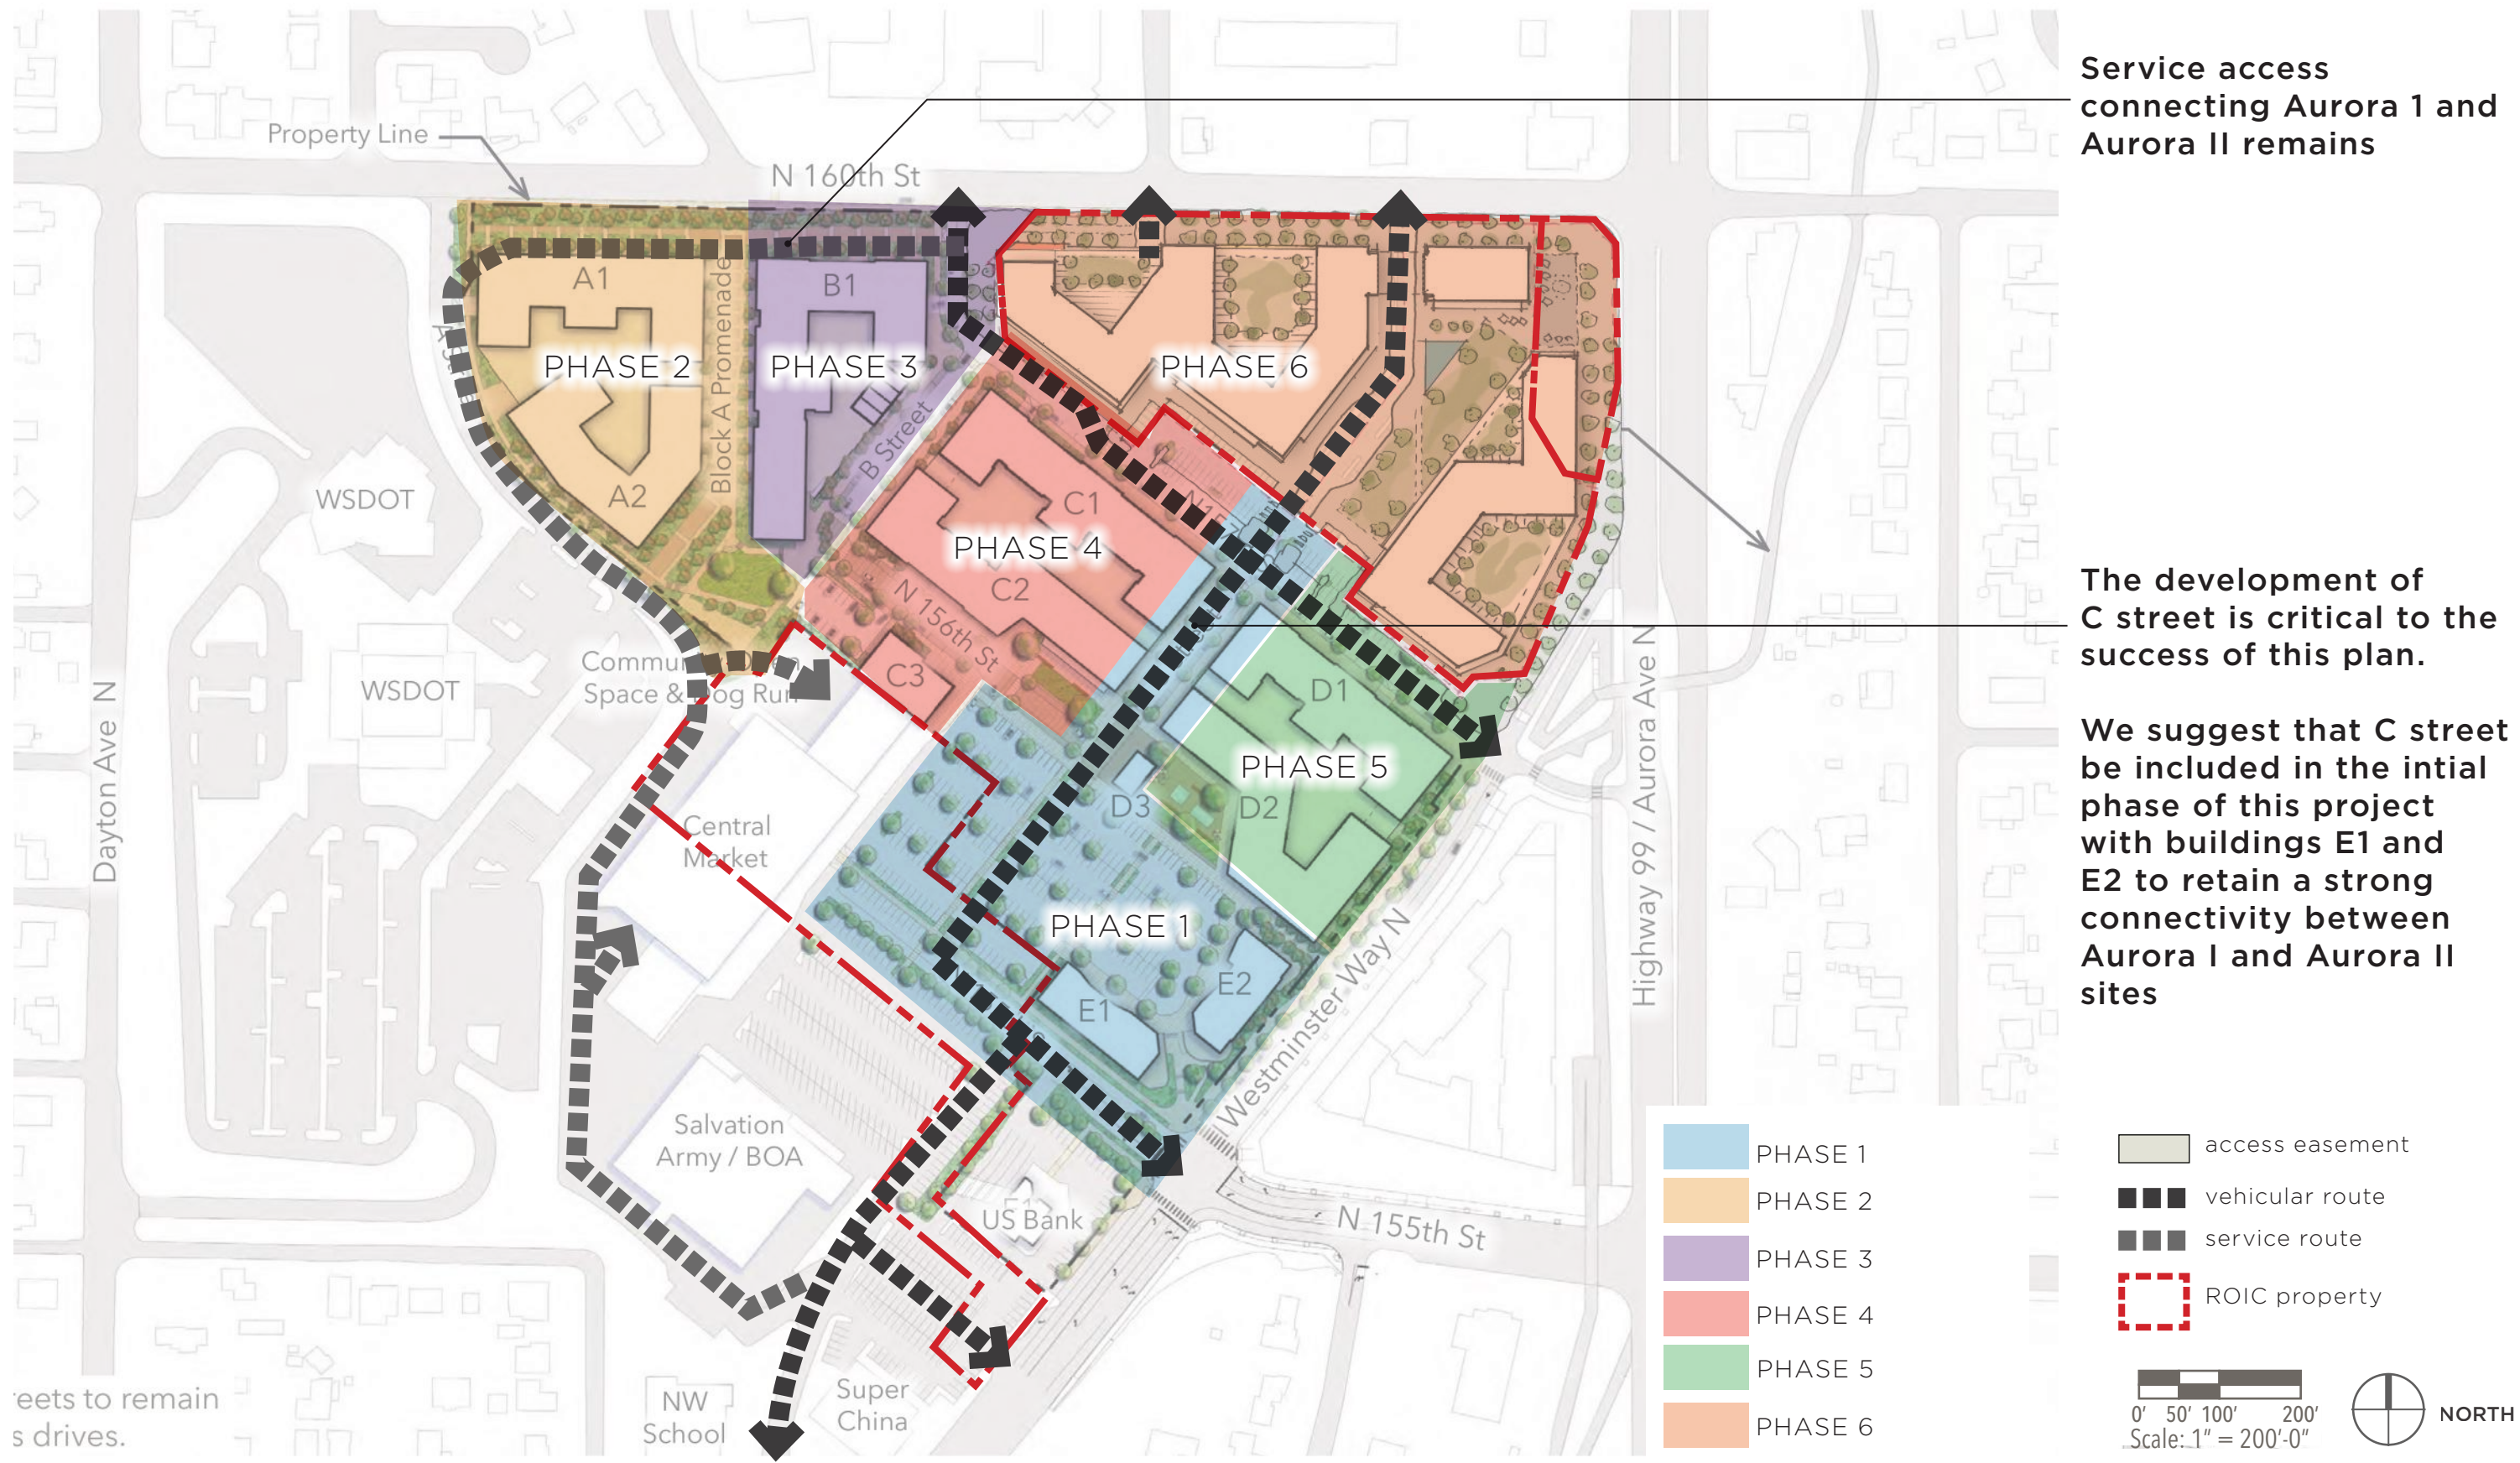 Service access
connecting Aurora 1 and
Aurora II remains
Property Line
N 160th St
A1
B1
Block A Promenade
PHASE 2
PHASE 3
PHASE 6
B Street
WSDOT
A2
C1
PHASE 4
C2
N 156th St
The development of
C street is critical to the
success of this plan.
Space &
C3
WSDOT
D1
We suggest that C street
be included in the intial
phase of this project
with buildings E1 and
E2 to retain a strong
connectivity between
Aurora I and Aurora II
sites
Dayton Ave N
Highway 99 / Aurora Ave N
PHASE 5
D3
D2
Central
Market
PHASE 1
E2
E1
Westminster Way N
Salvation
Army / BOA
US Bank
N 155th St
PHASE 1
PHASE 2
PHASE 3
PHASE 4
PHASE 5
PHASE 6
access easement
vehicular route
service route
ROIC property
NW
School
Super
China
to remain
drives.
0' 50' 100' 200'
Scale: 1" = 200'-0"
NORTH